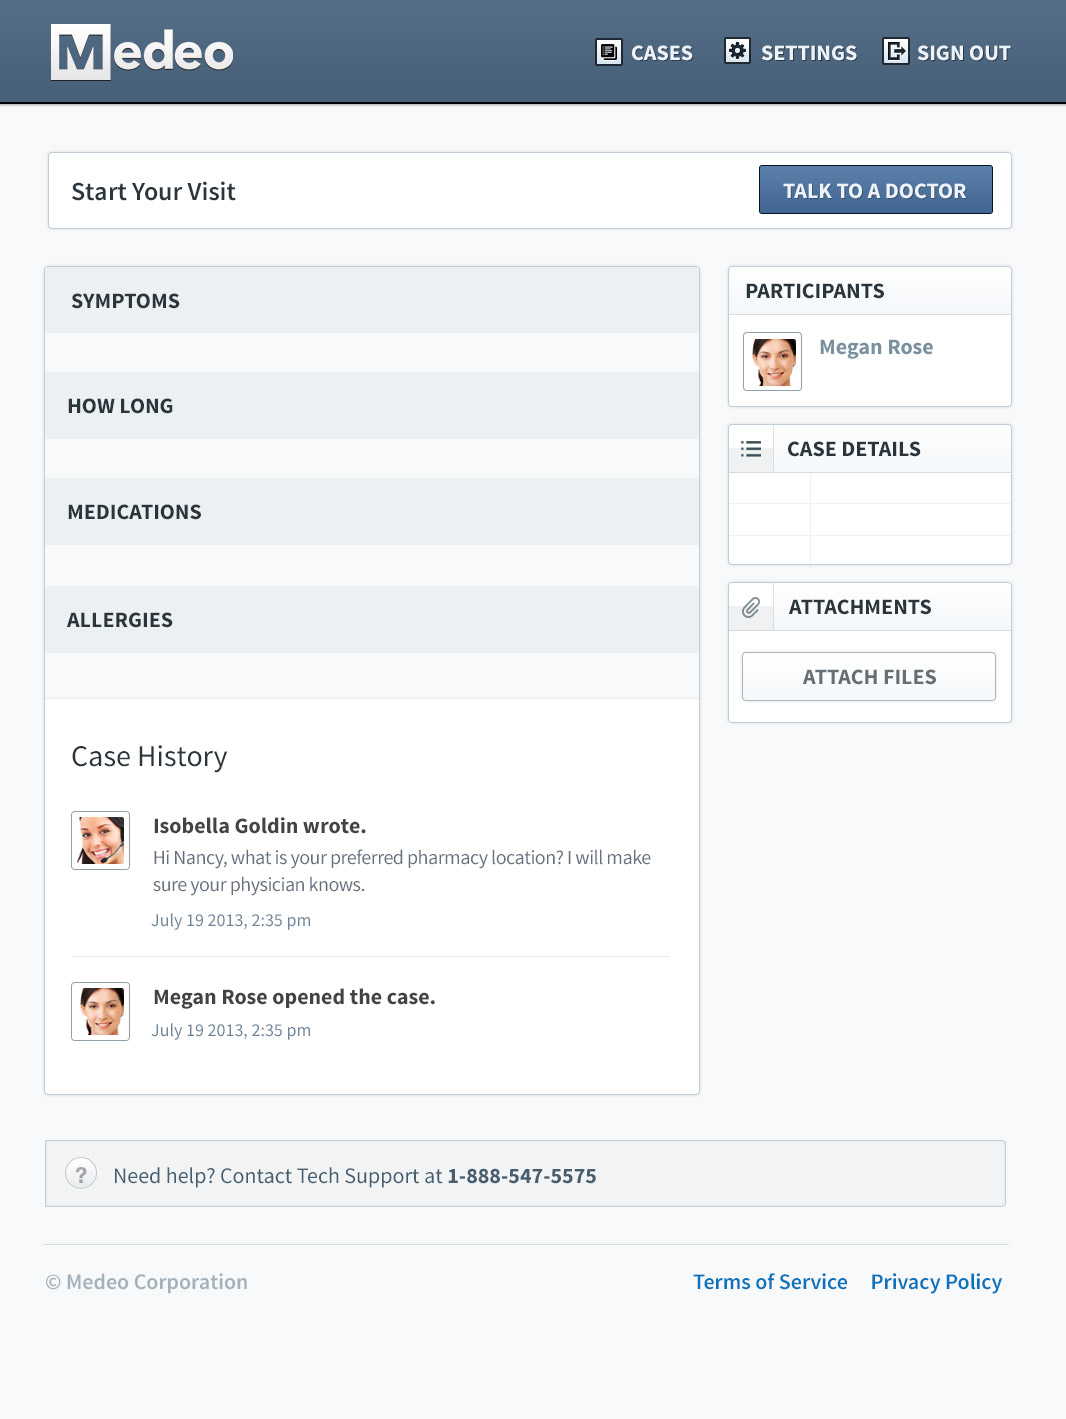 Medeo
CASES
SETTINGS
SIGN OUT
Start Your Visit
TALK TO A DOCTOR
SYMPTOMS
HOW LONG
MEDICATIONS
ALLERGIES
Case History
Isobella Goldin wrote.
Hi Nancy, what is your preferred pharmacy location? I will make
sure your physician knows.
July 19 2013, 2:35 pm
Megan Rose opened the case.
July 19 2013, 2:35 pm
PARTICIPANTS
Megan Rose
CASE DETAILS
ATTACHMENTS
ATTACH FILES
? Need help? Contact Tech Support at 1-888-547-5575
© Medeo Corporation
Terms of Service
Privacy Policy